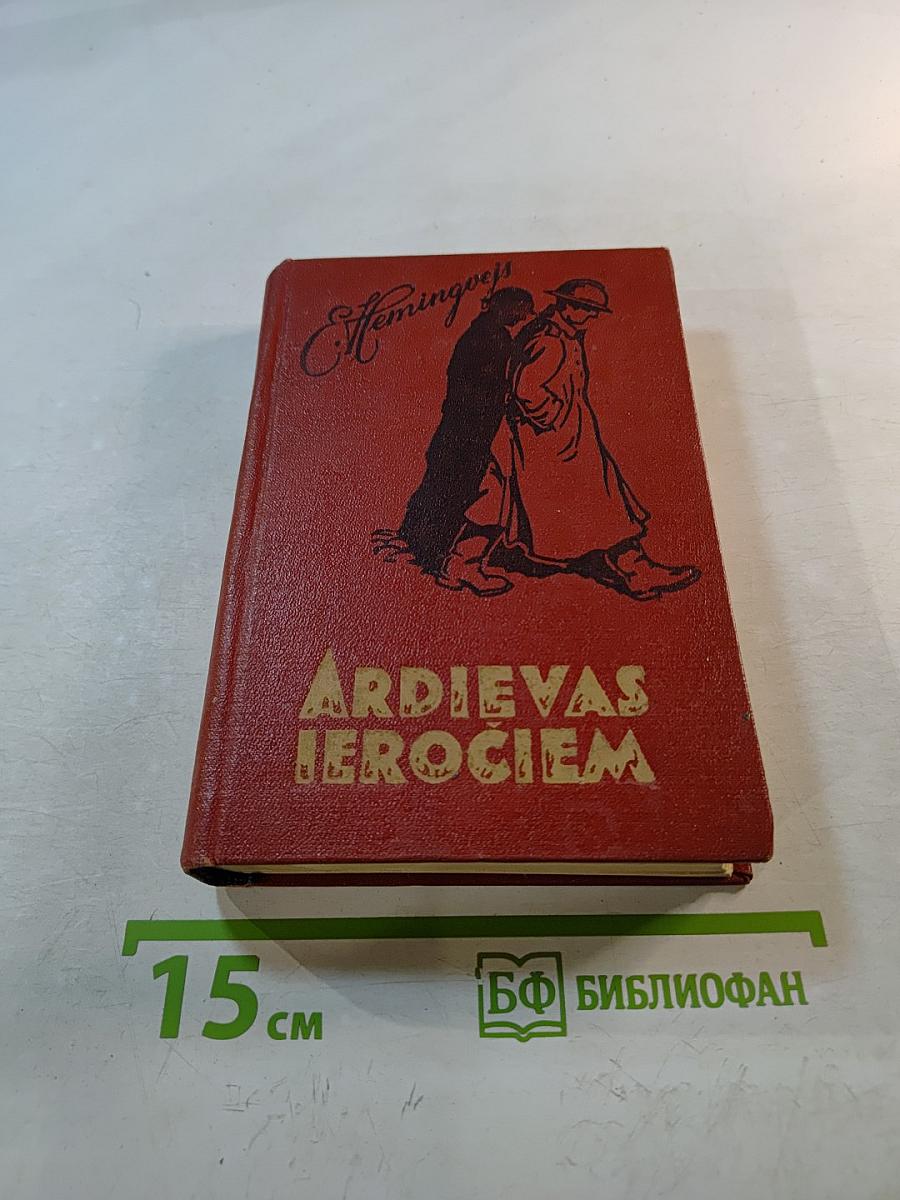 E. Hemingvejs
ARDIEVAS
IEROČIEM
15 см
БФ БИБЛИОФАН